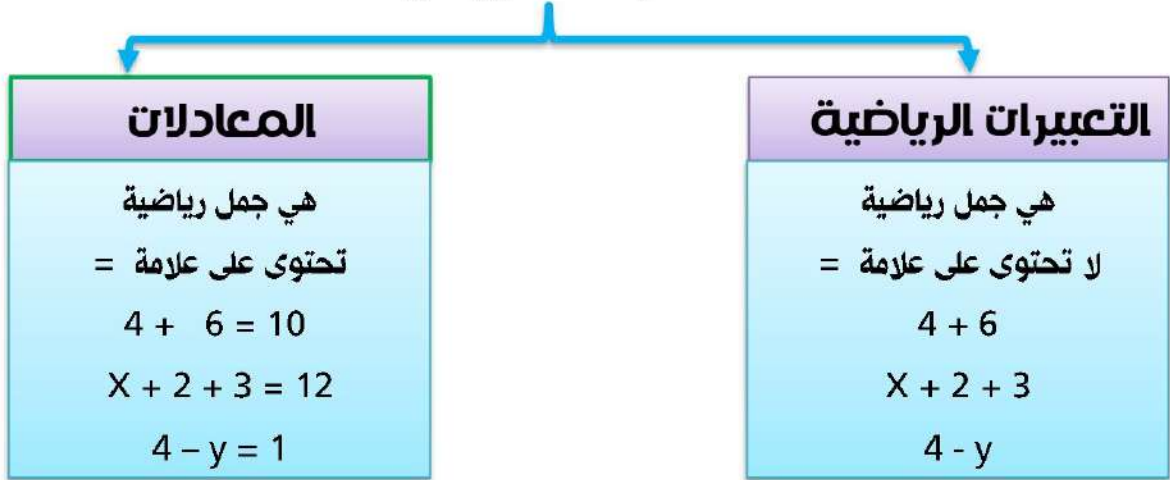 التعبيرات الرياضية
هي جمل رياضية
لا تحتوى على علامة =
4 + 6
X + 2 + 3
4 - y
المعادلات
هي جمل رياضية
تحتوى على علامة =
4 + 6 = 10
X + 2 + 3 = 12
4 – y = 1